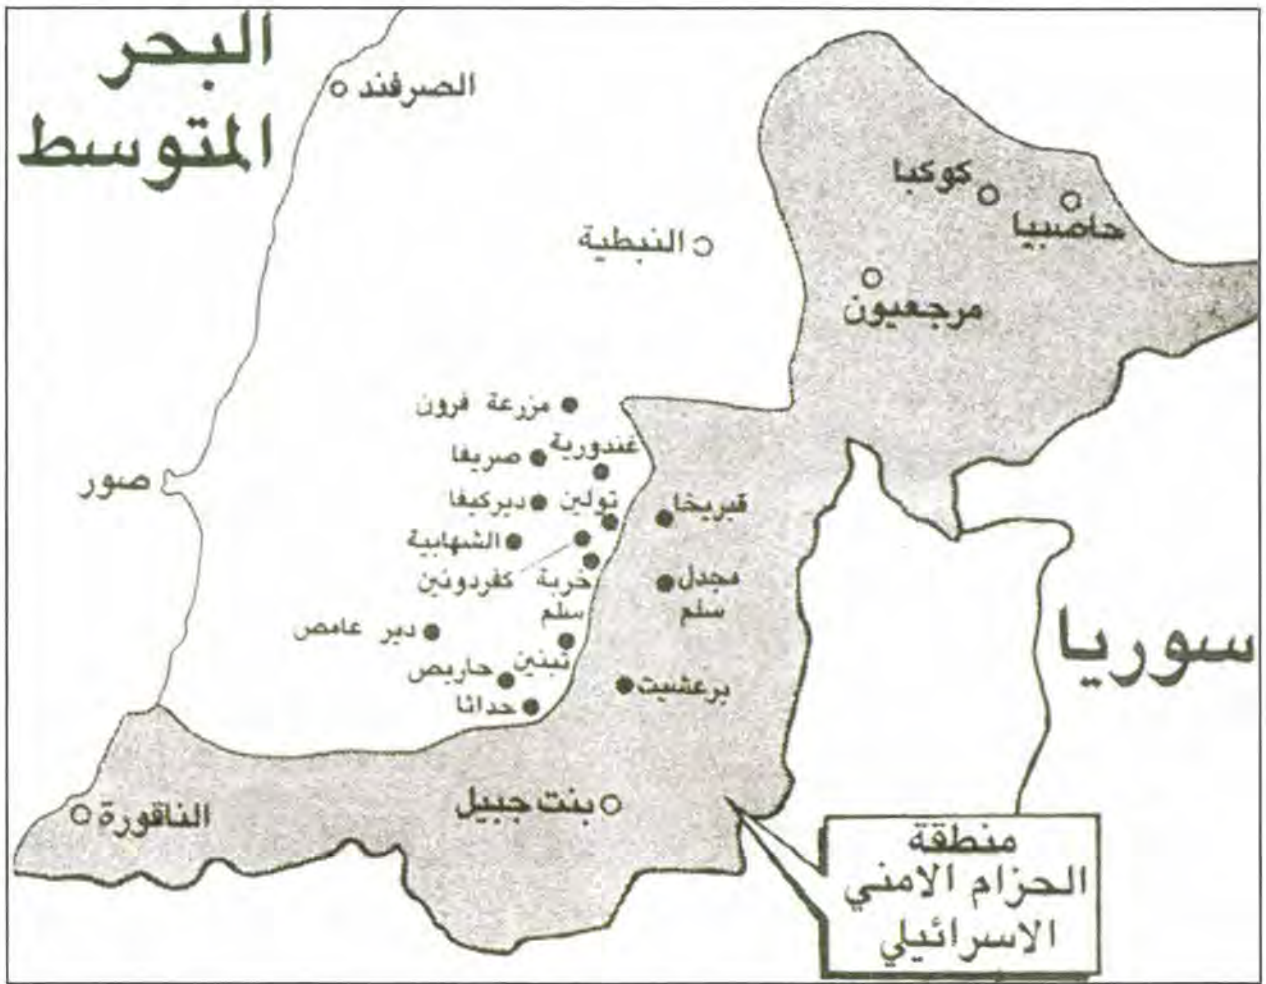 البحر
المتوسط
الصرفند
كوكبا
حاصبيا
النبطية
مرجعيون
مزرعة فرون
غندورية
صريفا
صور
تولين
ديركيفا
قبريخا
الشهابية
كفردونين
خربة
سلم
مجدل
سلم
سوريا
دير عامص
تبنين
حاريص
برعشيت
حداثا
بنت جبيل
الناقورة
منطقة
الحزام الامني
الاسرائيلي